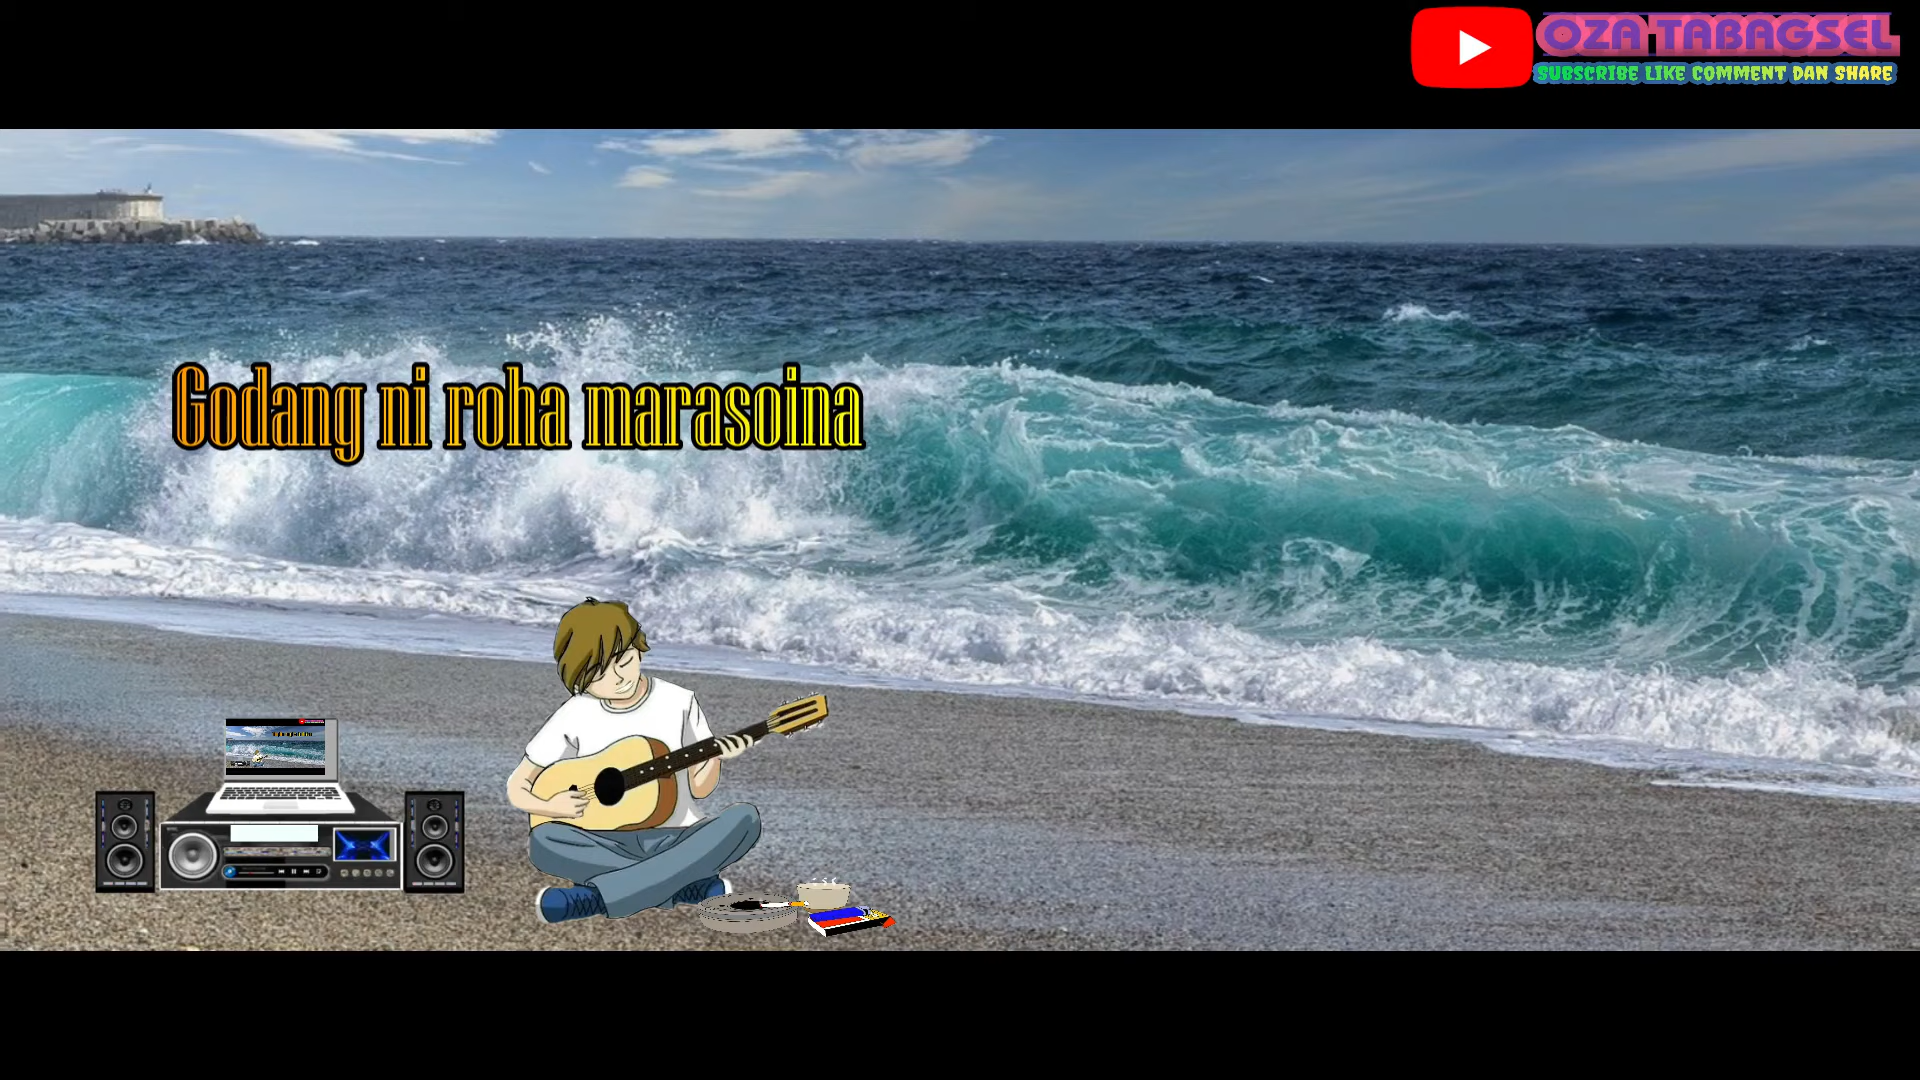 OZA TABAGSEL
SUBSCRIBE LIKE COMMENT DAN SHARE
Godang ni roha marasoina